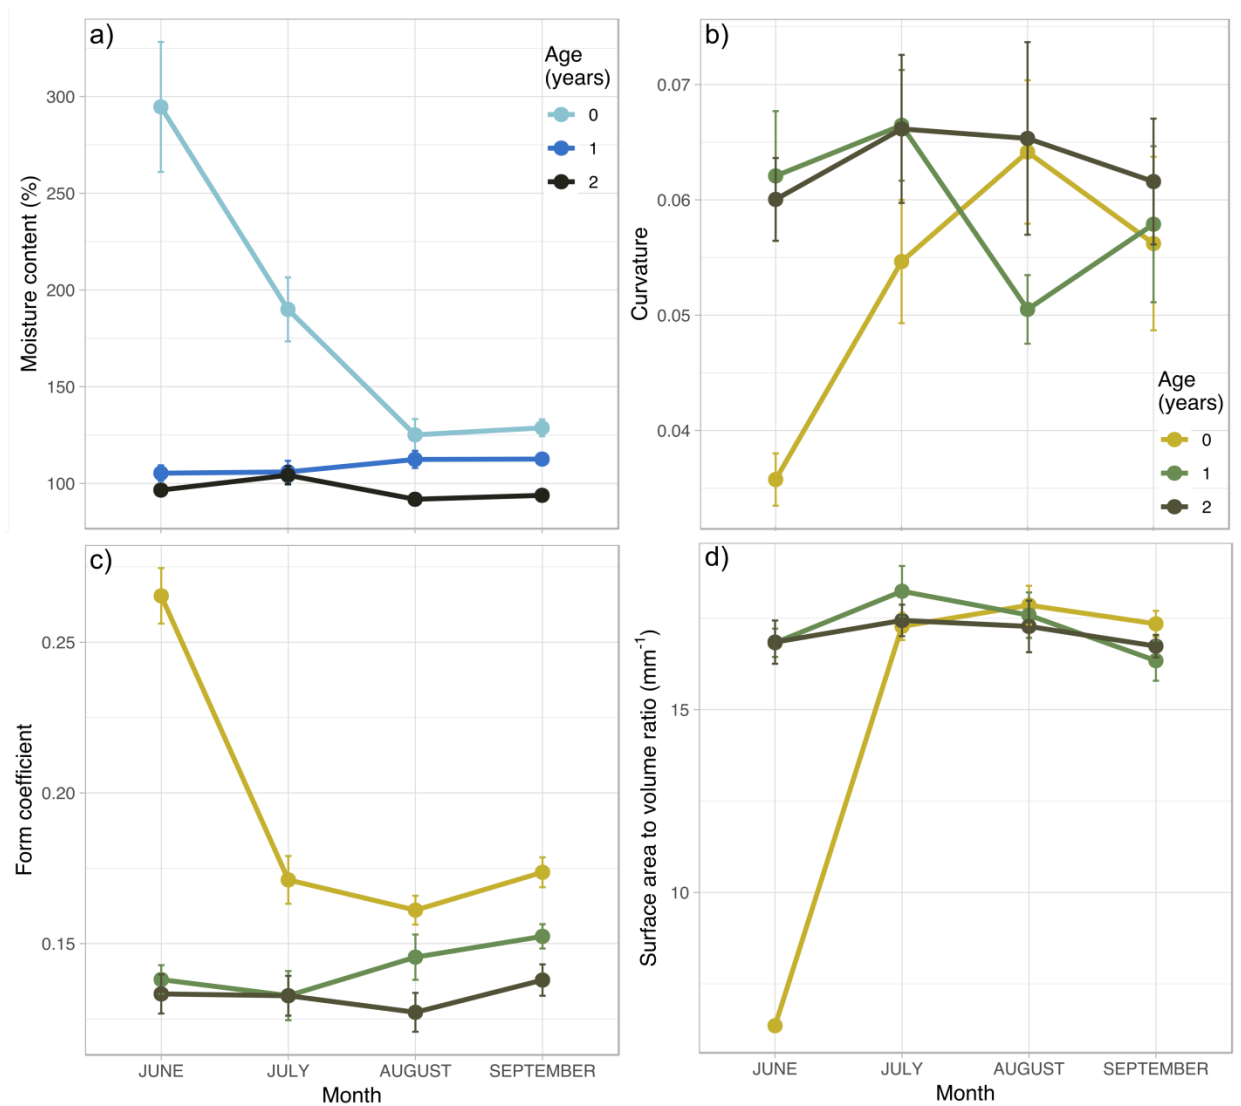 a)
Age
(years)
0
1
2
300
250
200
150
100
Moisture content (%)
b)
0.07
0.06
0.05
0.04
Curvature
Age
(years)
0
1
2
c)
0.25
0.20
0.15
Form coefficient
JUNE JULY AUGUST SEPTEMBER
Month
d)
15
10
Surface area to volume ratio (mm⁻¹)
JUNE JULY AUGUST SEPTEMBER
Month